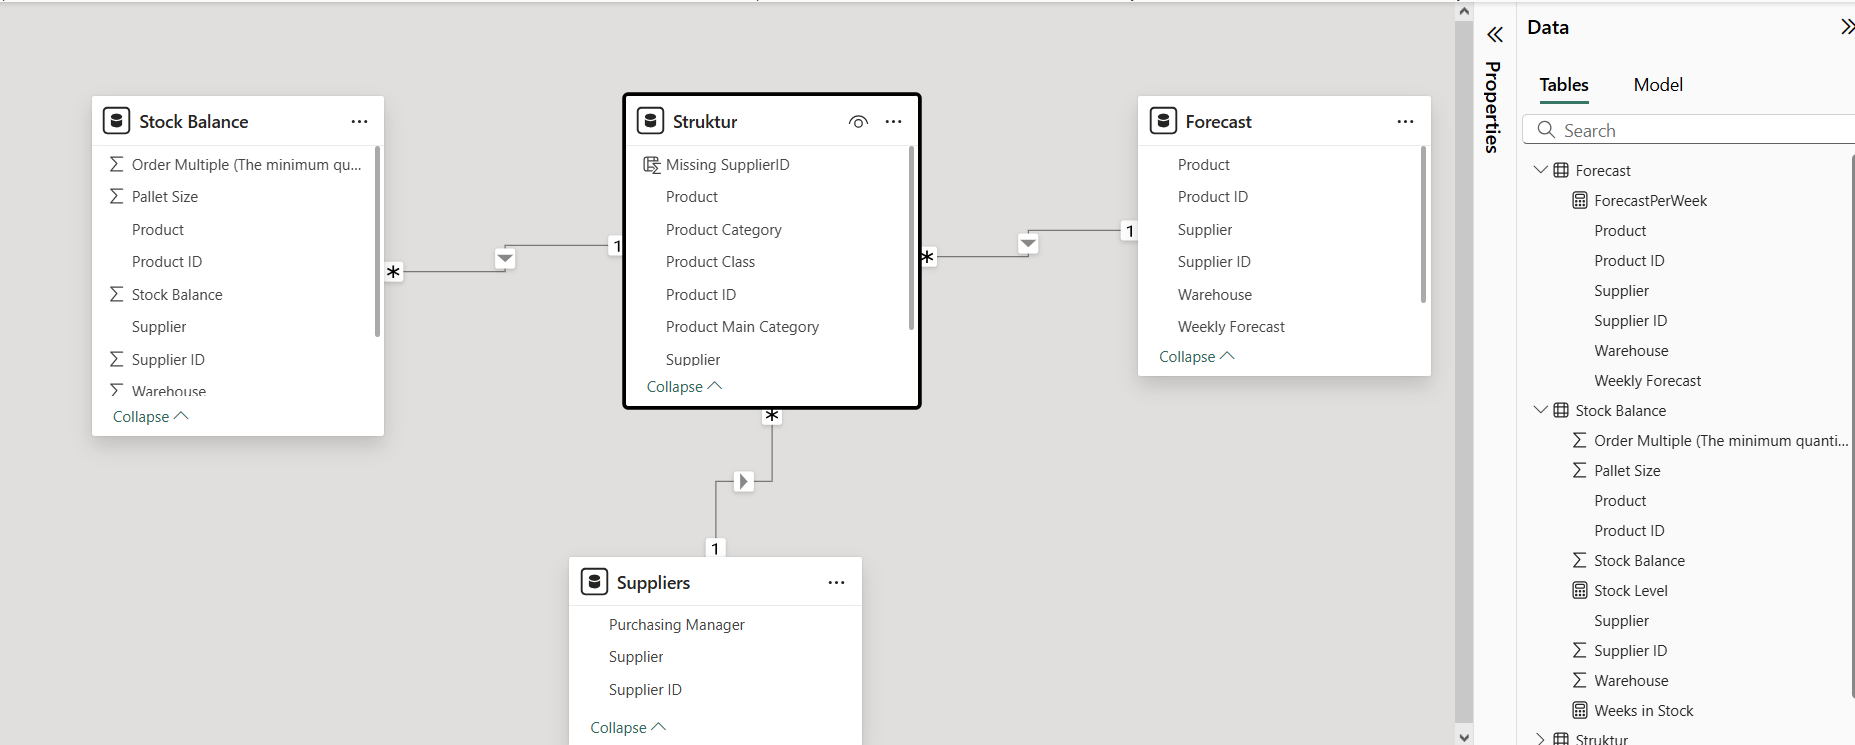 Stock Balance
Order Multiple (The minimum qu...
Pallet Size
Product
Product ID
Stock Balance
Supplier
Supplier ID
Warehouse
Collapse
*
1
Struktur
Missing SupplierID
Product
Product Category
Product Class
Product ID
Product Main Category
Supplier
Collapse
*
1
Forecast
Product
Product ID
Supplier
Supplier ID
Warehouse
Weekly Forecast
Collapse
*
1
Suppliers
Purchasing Manager
Supplier
Supplier ID
Collapse
Properties
Data
Tables
Model
Search
Forecast
ForecastPerWeek
Product
Product ID
Supplier
Supplier ID
Warehouse
Weekly Forecast
Stock Balance
Order Multiple (The minimum quanti...
Pallet Size
Product
Product ID
Stock Balance
Stock Level
Supplier
Supplier ID
Warehouse
Weeks in Stock
Struktur